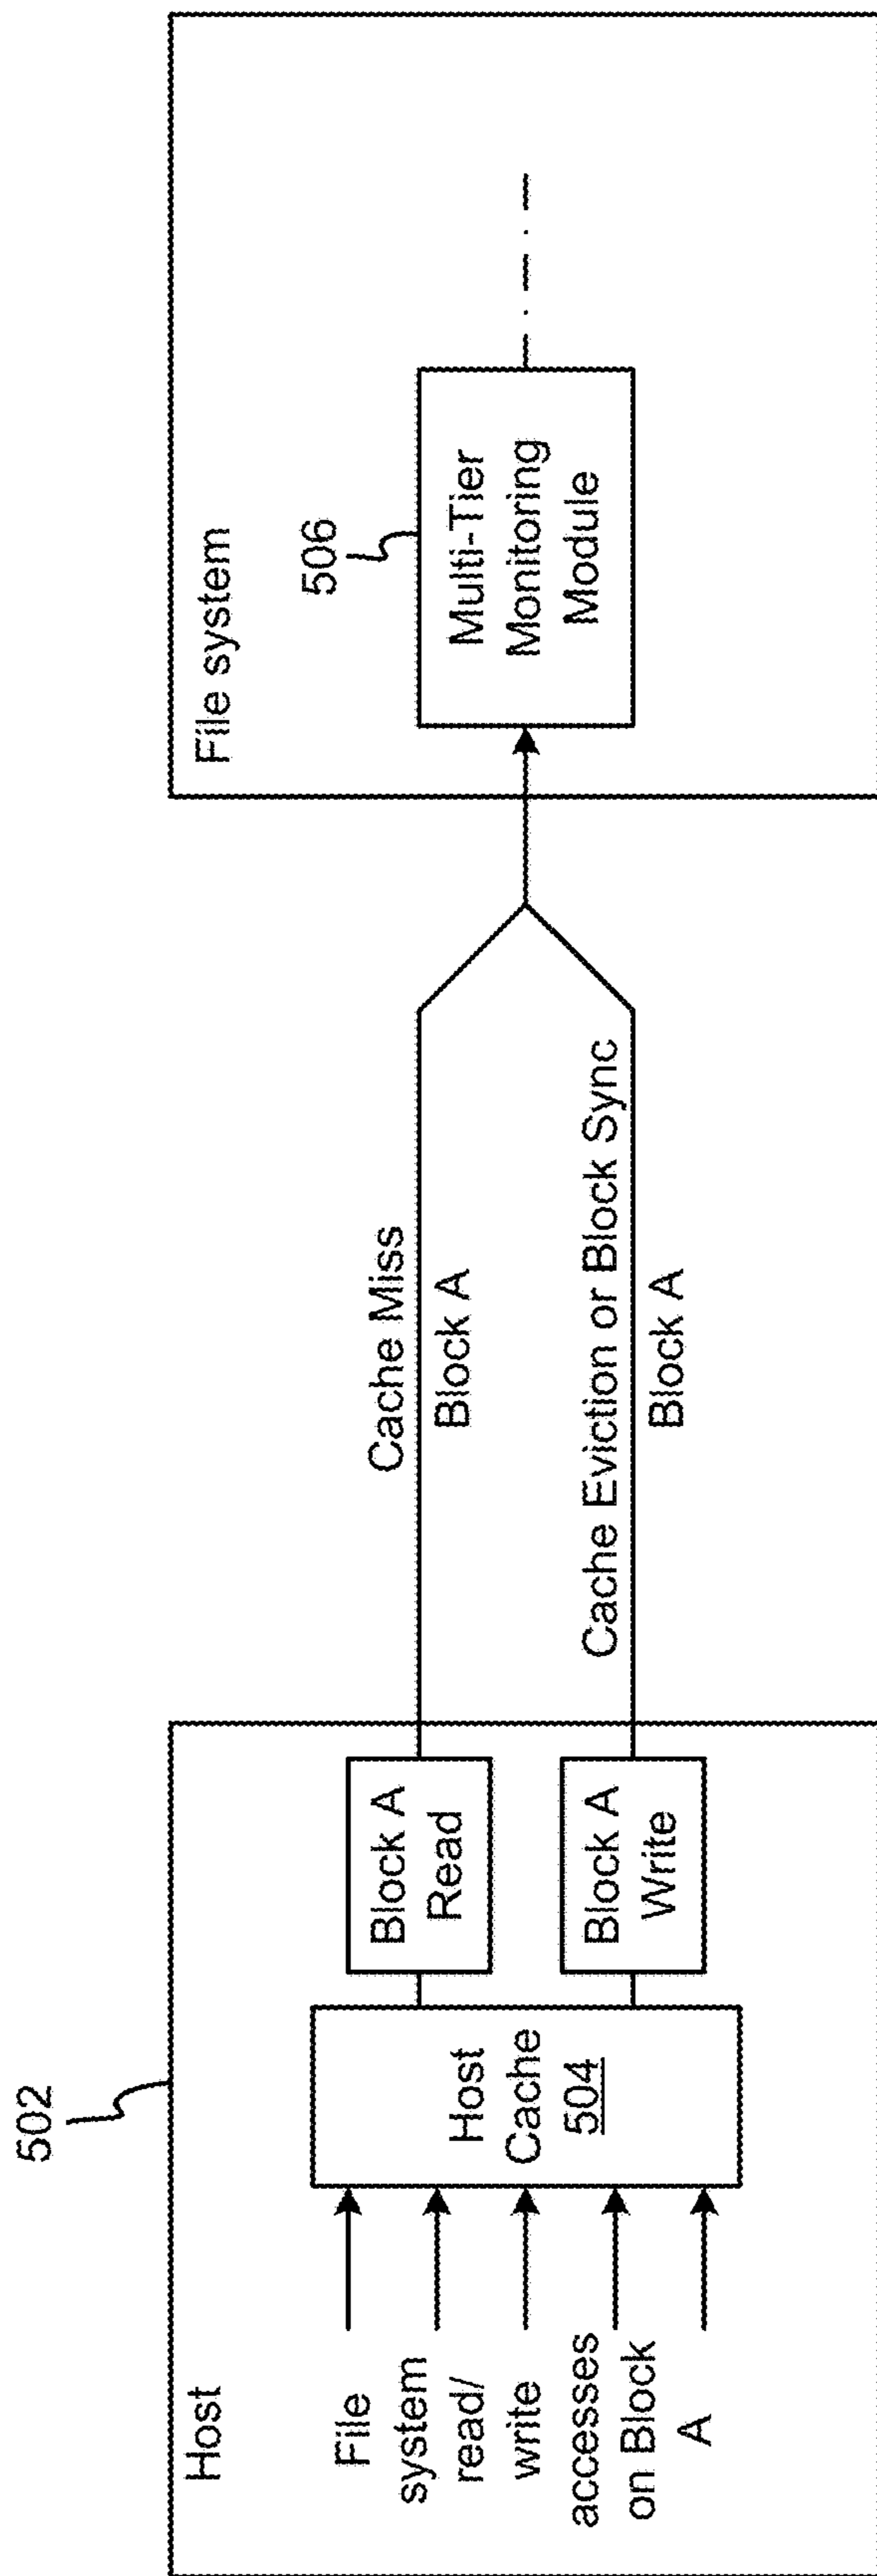 502
Host
File
system
read/
write
accesses
on Block
A
Host
Cache
504
Block A
Read
Block A
Write
Cache Miss
Block A
Cache Eviction or Block Sync
Block A
File system
506
Multi-Tier
Monitoring
Module